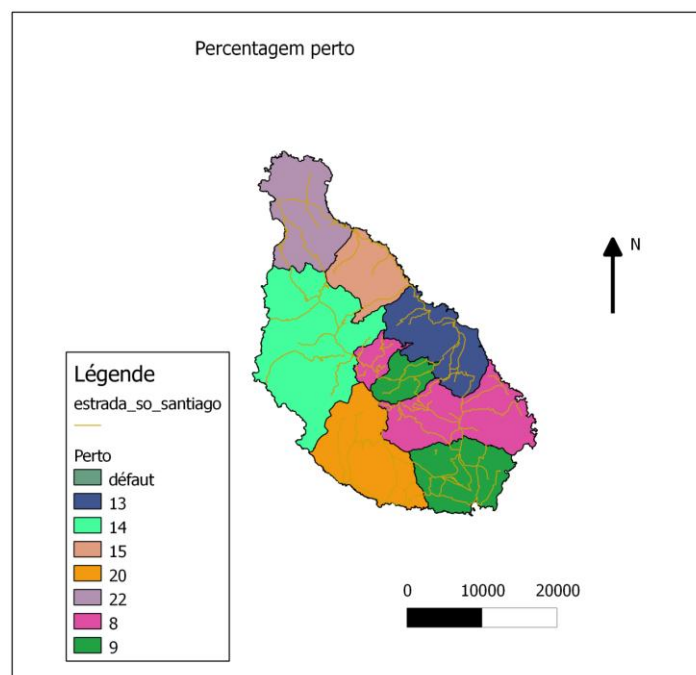 Percentagem perto
N
Légende
estrada_so_santiago
Perto
défaut
13
14
15
20
22
8
9
0 10000 20000